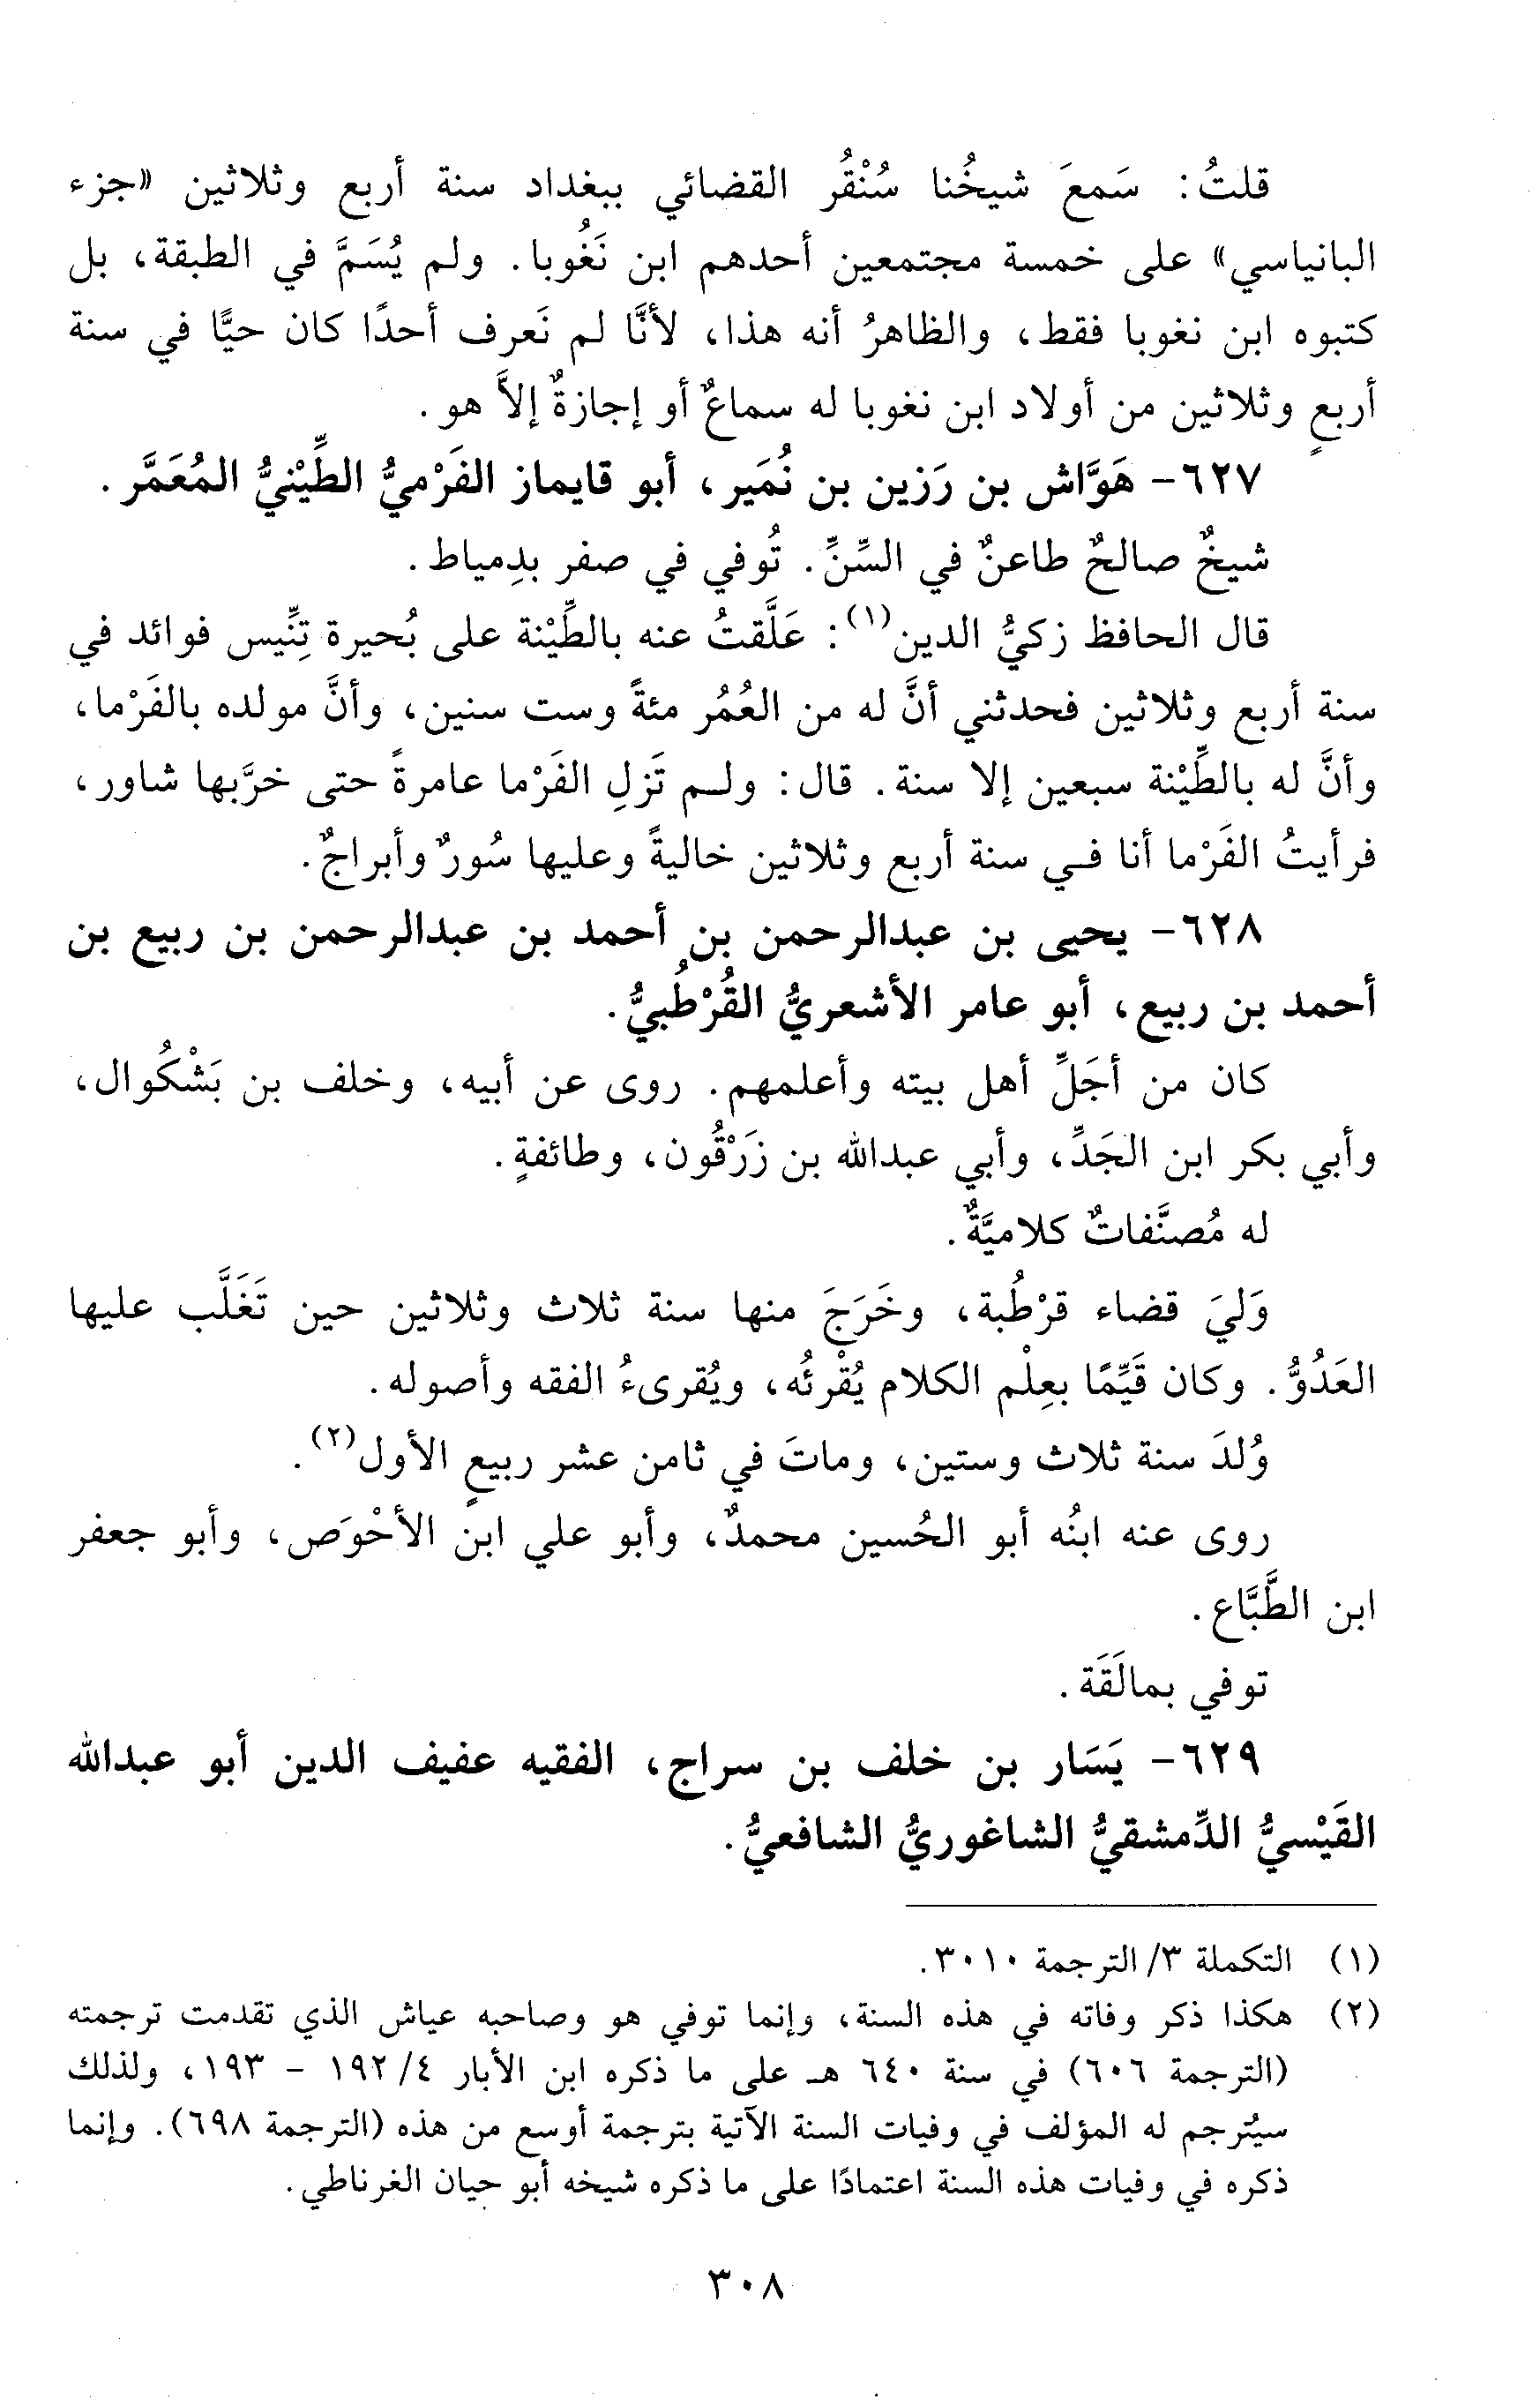 قلتُ: سَمعَ شيخُنا سُنْقُر القضائي ببغداد سنة أربع وثلاثين «جزء
البانياسي» على خمسة مجتمعين أحدهم ابن نَغُوبا. ولم يُسَمَّ في الطبقة، بل
كتبوه ابن نغوبا فقط، والظاهرُ أنه هذا، لأنَّا لم نَعرف أحدًا كان حيًّا في سنة
أربعٍ وثلاثين من أولاد ابن نغوبا له سماعٌ أو إجازةٌ إلاَّ هو.
٦٢٧- هَوَّاش بن رَزين بن نُمَير، أبو قايماز الفَرْميُّ الطِّيْنيُّ المُعَمَّر.
شيخٌ صالحٌ طاعنٌ في السِّنِّ. تُوفي في صفر بدِمياط.
قال الحافظ زكيُّ الدين(١): عَلَّقتُ عنه بالطِّيْنة على بُحيرة تِنِّيس فوائد في
سنة أربع وثلاثين فحدثني أنَّ له من العُمُر مئةً وست سنين، وأنَّ مولده بالفَرْما،
وأنَّ له بالطِّيْنة سبعين إلا سنة. قال: ولم تَزلِ الفَرْما عامرةً حتى خرَّبها شاور،
فرأيتُ الفَرْما أنا في سنة أربع وثلاثين خاليةً وعليها سُورٌ وأبراجٌ.
٦٢٨- يحيى بن عبدالرحمن بن أحمد بن عبدالرحمن بن ربيع بن
أحمد بن ربيع، أبو عامر الأشعريُّ القُرْطُبيُّ.
كان من أجَلِّ أهل بيته وأعلمهم. روى عن أبيه، وخلف بن بَشْكُوال،
وأبي بكر ابن الجَدِّ، وأبي عبدالله بن زَرْقُون، وطائفةٍ.
له مُصنَّفاتٌ كلاميَّةٌ.
وَليَ قضاء قرْطُبة، وخَرَجَ منها سنة ثلاث وثلاثين حين تَغَلَّب عليها
العَدُوُّ. وكان قَيِّمًا بعِلْم الكلام يُقْرئُه، ويُقرىءُ الفقه وأصوله.
وُلدَ سنة ثلاث وستين، وماتَ في ثامن عشر ربيعٍ الأول(٢).
روى عنه ابنُه أبو الحُسين محمدٌ، وأبو علي ابن الأحْوَص، وأبو جعفر
ابن الطَّبَّاع.
توفي بمالَقَة.
٦٢٩- يَسَار بن خلف بن سراج، الفقيه عفيف الدين أبو عبدالله
القَيْسيُّ الدِّمشقيُّ الشاغوريُّ الشافعيُّ.
(١) التكملة ٣/ الترجمة ٣٠١٠.
(٢) هكذا ذكر وفاته في هذه السنة، وإنما توفي هو وصاحبه عياش الذي تقدمت ترجمته
(الترجمة ٦٠٦) في سنة ٦٤٠ هـ على ما ذكره ابن الأبار ٤/ ١٩٢ - ١٩٣، ولذلك
سيُترجم له المؤلف في وفيات السنة الآتية بترجمة أوسع من هذه (الترجمة ٦٩٨). وإنما
ذكره في وفيات هذه السنة اعتمادًا على ما ذكره شيخه أبو حيان الغرناطي.
٣٠٨